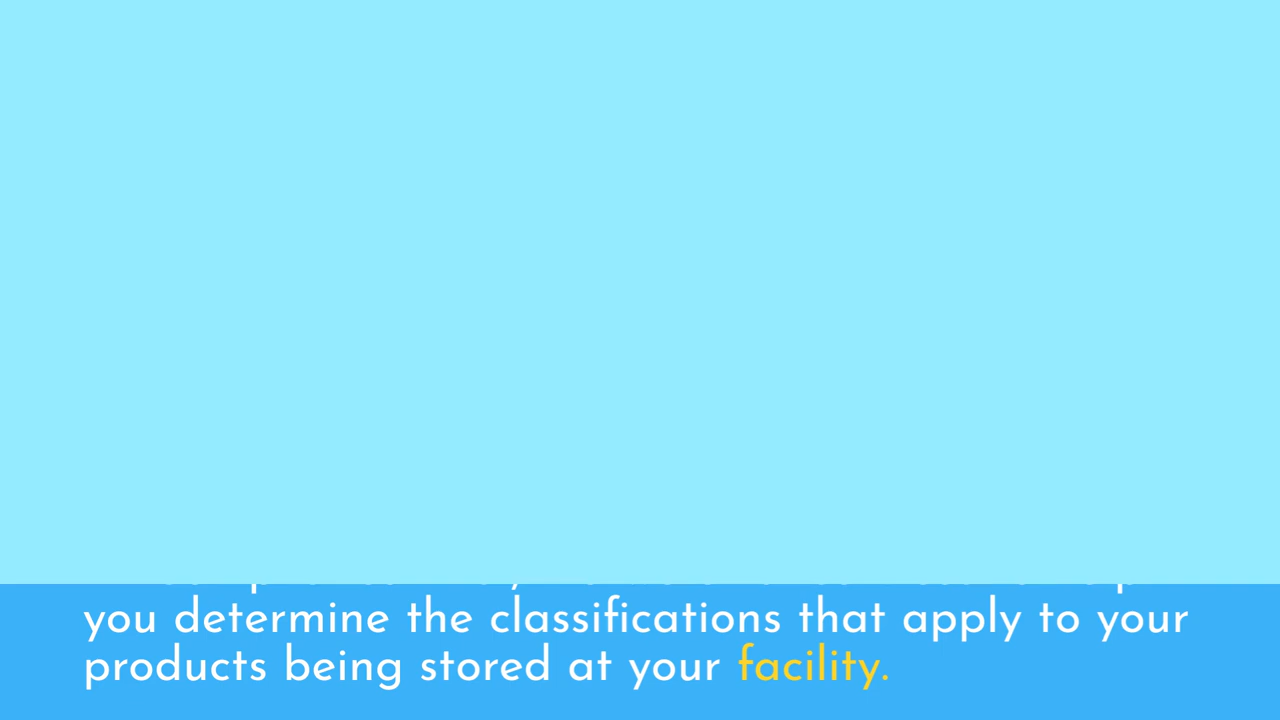 you determine the classifications that apply to your
products being stored at your facility.